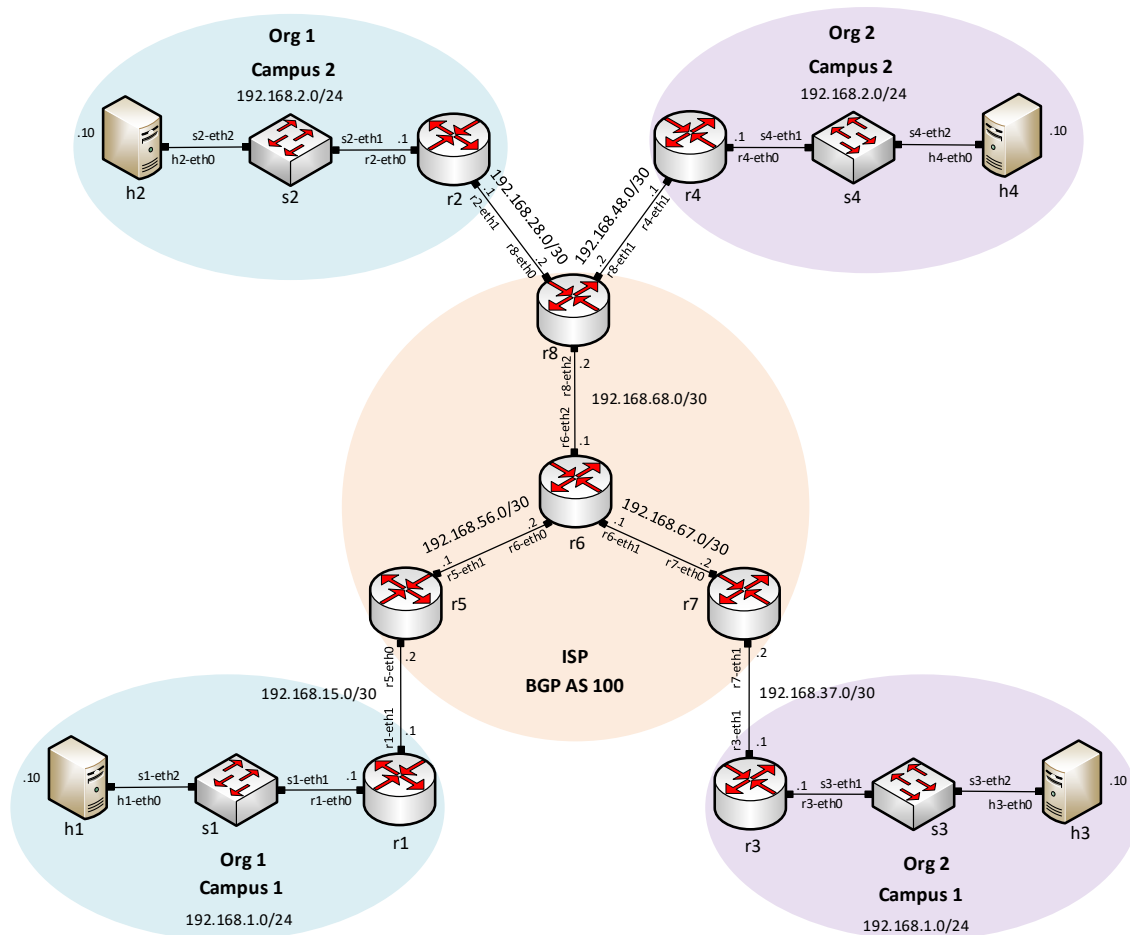 Org 1
Campus 2
192.168.2.0/24
.10
s2-eth2
h2-eth0
s2-eth1
.1
r2-eth0
h2
s2
r2
Org 2
Campus 2
192.168.2.0/24
.1
s4-eth1
r4-eth0
s4-eth2
h4-eth0
.10
r4
s4
h4
.1
r2-eth1
192.168.28.0/30
.2
r8-eth0
192.168.48.0/30
.1
r4-eth1
.2
r8-eth1
r8
r8-eth2
.2
192.168.68.0/30
r6-eth2
.1
r6
192.168.56.0/30
.2
r6-eth0
.1
r5-eth1
192.168.67.0/30
.1
r6-eth1
.2
r7-eth0
r5
r7
ISP
BGP AS 100
r5-eth0
.2
192.168.15.0/30
r1-eth1
.1
r7-eth1
.2
192.168.37.0/30
r3-eth1
.1
.10
s1-eth2
h1-eth0
s1-eth1
.1
r1-eth0
h1
s1
r1
Org 1
Campus 1
192.168.1.0/24
.1
s3-eth1
r3-eth0
s3-eth2
h3-eth0
.10
r3
s3
h3
Org 2
Campus 1
192.168.1.0/24